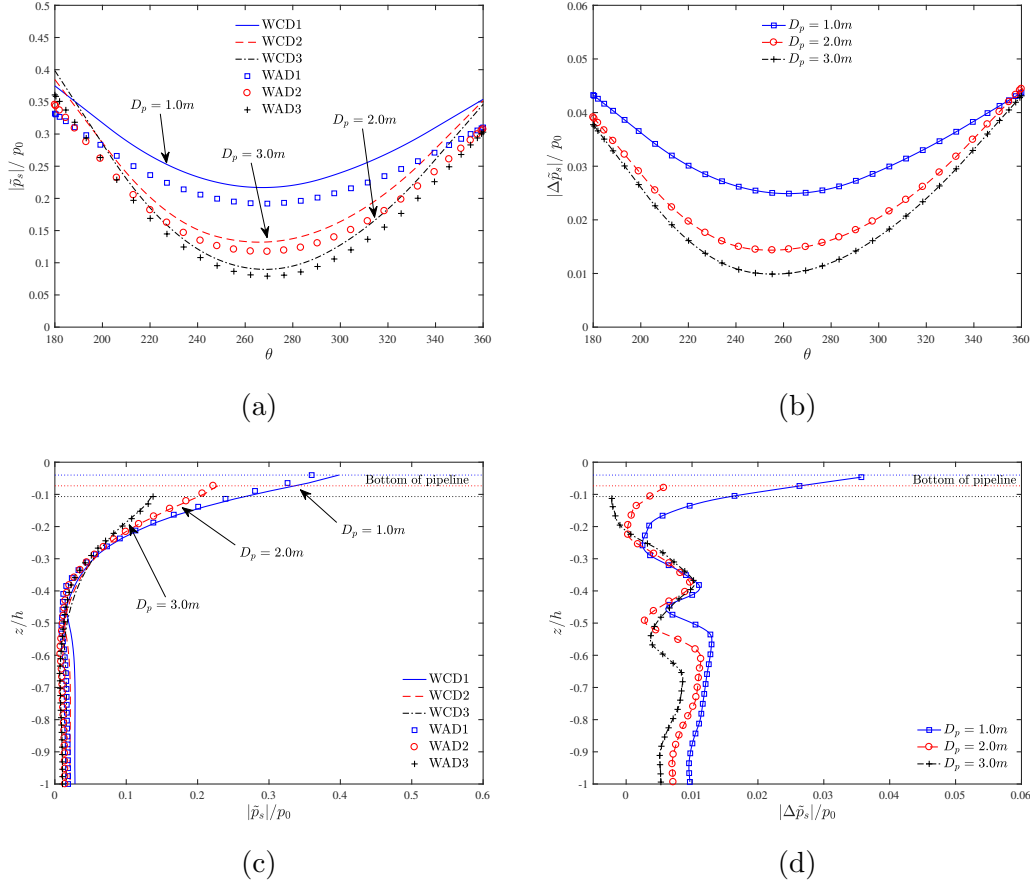 0.5
0.45
0.4
0.35
0.3
0.25
0.2
0.15
0.1
0.05
0
180 200 220 240 260 280 300 320 340 360
|p̃s|/ p0
θ
WCD1
WCD2
WCD3
WAD1
WAD2
WAD3
Dp = 1.0m
Dp = 2.0m
Dp = 3.0m
(a)
0.06
0.05
0.04
0.03
0.02
0.01
0
180 200 220 240 260 280 300 320 340 360
|Δp̃s|/ p0
θ
Dp = 1.0m
Dp = 2.0m
Dp = 3.0m
(b)
0
-0.1
-0.2
-0.3
-0.4
-0.5
-0.6
-0.7
-0.8
-0.9
-1
0 0.1 0.2 0.3 0.4 0.5 0.6
z/h
|p̃s|/p0
Bottom of pipeline
Dp = 1.0m
Dp = 2.0m
Dp = 3.0m
WCD1
WCD2
WCD3
WAD1
WAD2
WAD3
(c)
0
-0.1
-0.2
-0.3
-0.4
-0.5
-0.6
-0.7
-0.8
-0.9
-1
0 0.01 0.02 0.03 0.04 0.05 0.06
z/h
|Δp̃s|/p0
Bottom of pipeline
Dp = 1.0m
Dp = 2.0m
Dp = 3.0m
(d)